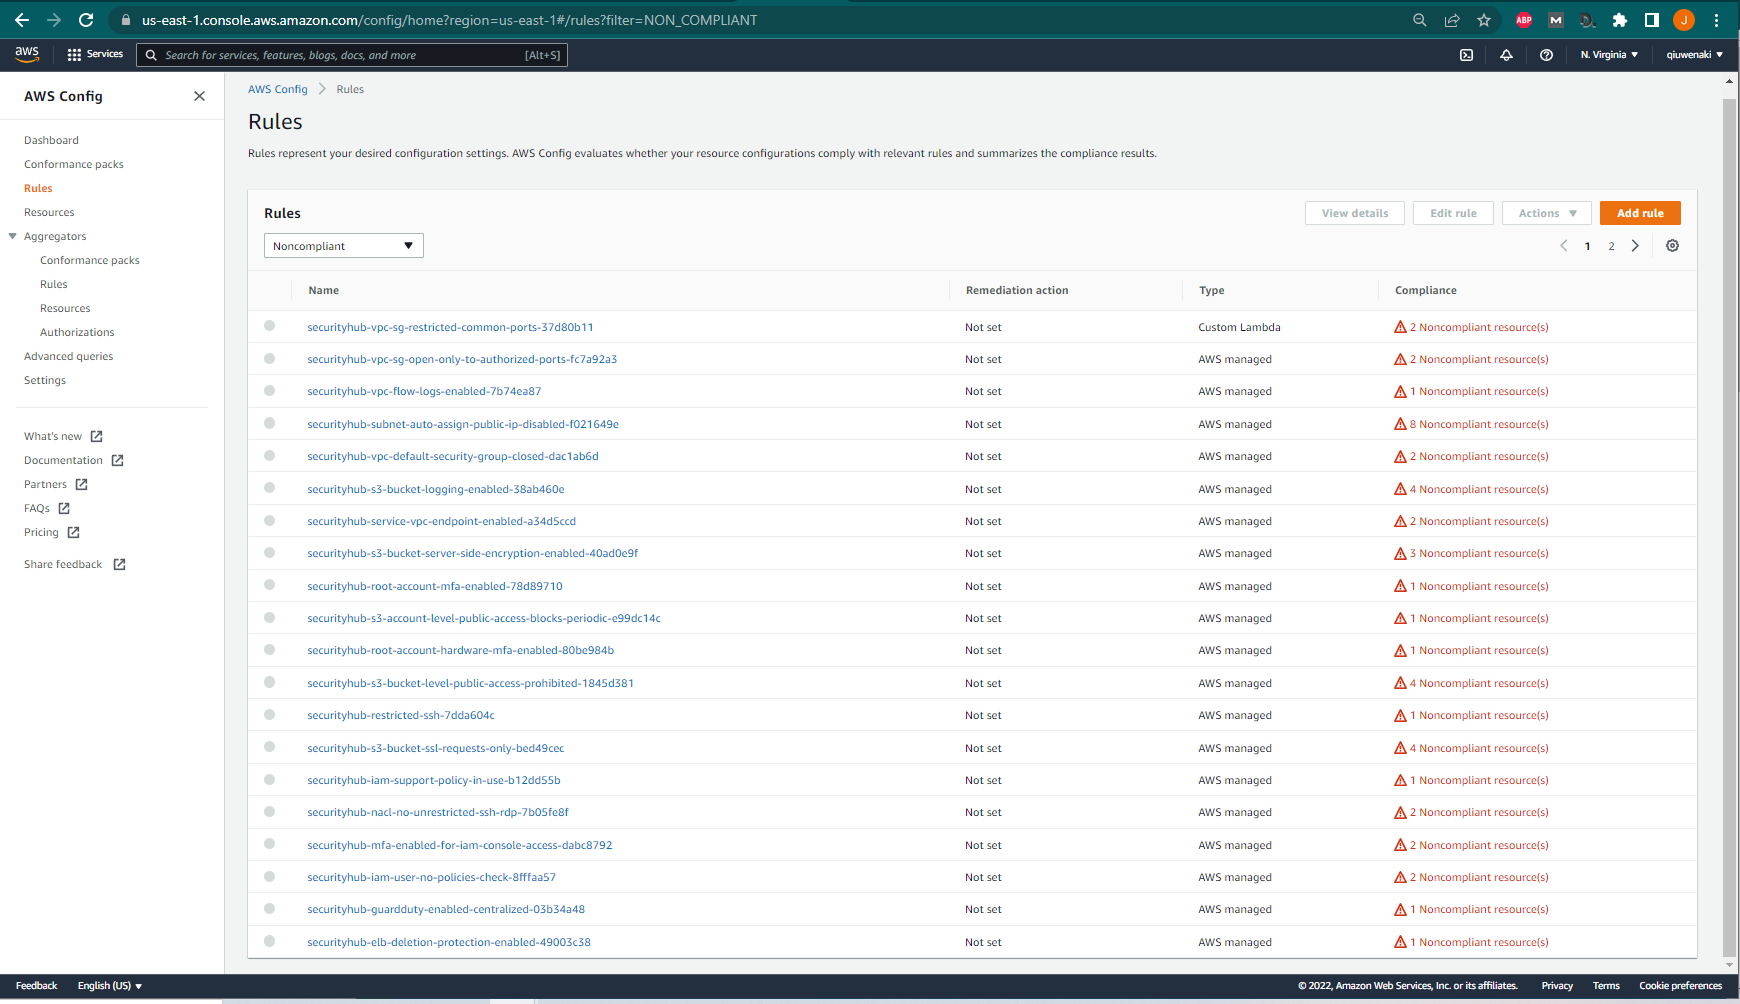 us-east-1.console.aws.amazon.com/config/home?region=us-east-1#/rules?filter=NON_COMPLIANT
ABP
M
J
aws
Services
Search for services, features, blogs, docs, and more
[Alt+S]
N. Virginia
qiuwenaki
AWS Config
Dashboard
Conformance packs
Rules
Resources
Aggregators
Conformance packs
Rules
Resources
Authorizations
Advanced queries
Settings
What's new
Documentation
Partners
FAQs
Pricing
Share feedback
AWS Config > Rules
Rules
Rules represent your desired configuration settings. AWS Config evaluates whether your resource configurations comply with relevant rules and summarizes the compliance results.
Rules
View details
Edit rule
Actions
Add rule
Noncompliant
1 2
Name Remediation action Type Compliance
securityhub-vpc-sg-restricted-common-ports-37d80b11 Not set Custom Lambda 2 Noncompliant resource(s)
securityhub-vpc-sg-open-only-to-authorized-ports-fc7a92a3 Not set AWS managed 2 Noncompliant resource(s)
securityhub-vpc-flow-logs-enabled-7b74ea87 Not set AWS managed 1 Noncompliant resource(s)
securityhub-subnet-auto-assign-public-ip-disabled-f021649e Not set AWS managed 8 Noncompliant resource(s)
securityhub-vpc-default-security-group-closed-dac1ab6d Not set AWS managed 2 Noncompliant resource(s)
securityhub-s3-bucket-logging-enabled-38ab460e Not set AWS managed 4 Noncompliant resource(s)
securityhub-service-vpc-endpoint-enabled-a34d5ccd Not set AWS managed 2 Noncompliant resource(s)
securityhub-s3-bucket-server-side-encryption-enabled-40ad0e9f Not set AWS managed 3 Noncompliant resource(s)
securityhub-root-account-mfa-enabled-78d89710 Not set AWS managed 1 Noncompliant resource(s)
securityhub-s3-account-level-public-access-blocks-periodic-e99dc14c Not set AWS managed 1 Noncompliant resource(s)
securityhub-root-account-hardware-mfa-enabled-80be984b Not set AWS managed 1 Noncompliant resource(s)
securityhub-s3-bucket-level-public-access-prohibited-1845d381 Not set AWS managed 4 Noncompliant resource(s)
securityhub-restricted-ssh-7dda604c Not set AWS managed 1 Noncompliant resource(s)
securityhub-s3-bucket-ssl-requests-only-bed49cec Not set AWS managed 4 Noncompliant resource(s)
securityhub-iam-support-policy-in-use-b12dd55b Not set AWS managed 1 Noncompliant resource(s)
securityhub-nacl-no-unrestricted-ssh-rdp-7b05fe8f Not set AWS managed 2 Noncompliant resource(s)
securityhub-mfa-enabled-for-iam-console-access-dabc8792 Not set AWS managed 2 Noncompliant resource(s)
securityhub-iam-user-no-policies-check-8fffaa57 Not set AWS managed 2 Noncompliant resource(s)
securityhub-guardduty-enabled-centralized-03b34a48 Not set AWS managed 1 Noncompliant resource(s)
securityhub-elb-deletion-protection-enabled-49003c38 Not set AWS managed 1 Noncompliant resource(s)
Feedback English (US) © 2022, Amazon Web Services, Inc. or its affiliates. Privacy Terms Cookie preferences